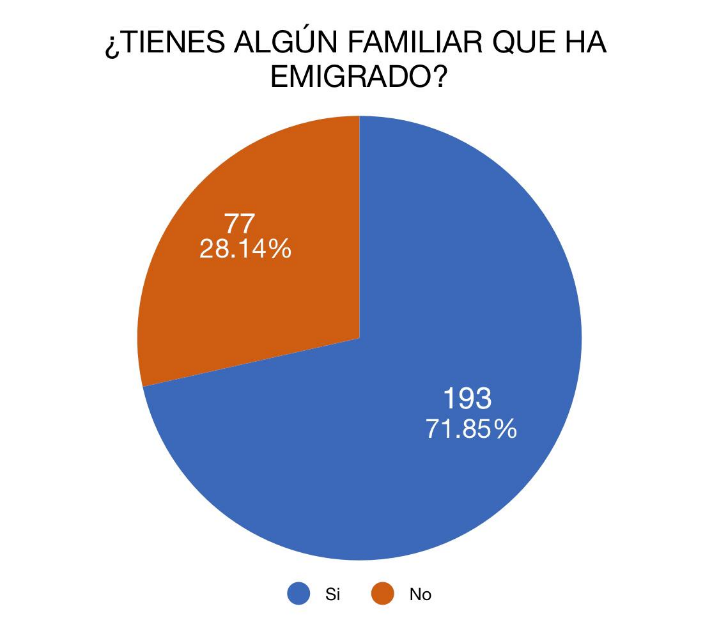 ¿TIENES ALGÚN FAMILIAR QUE HA
EMIGRADO?
77
28.14%
193
71.85%
Si
No